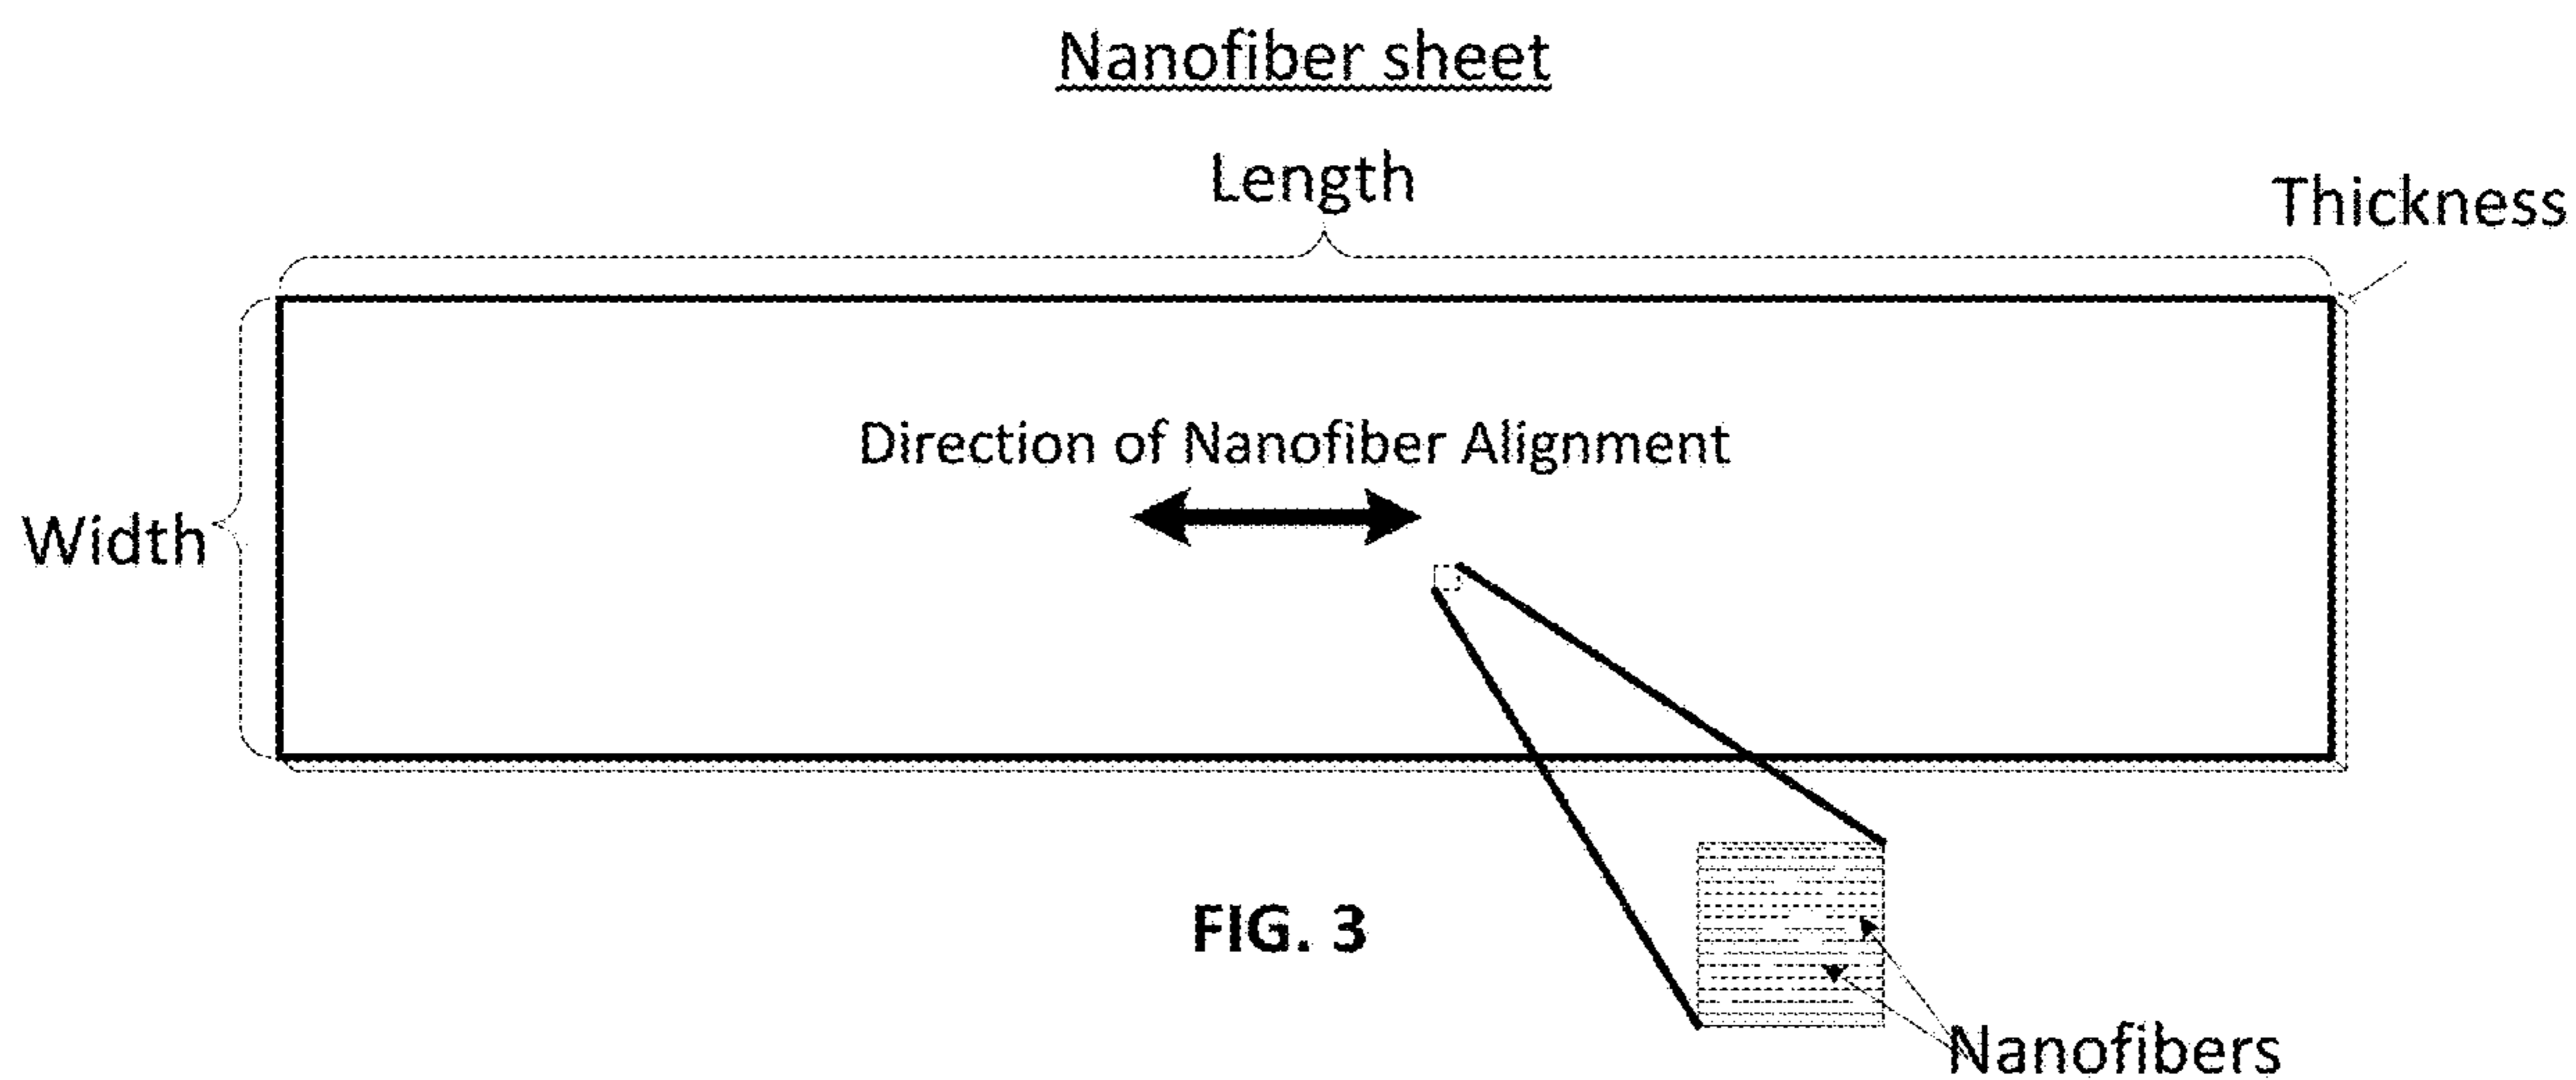 Nanofiber sheet
Length
Thickness
Direction of Nanofiber Alignment
Width
FIG. 3
Nanofibers